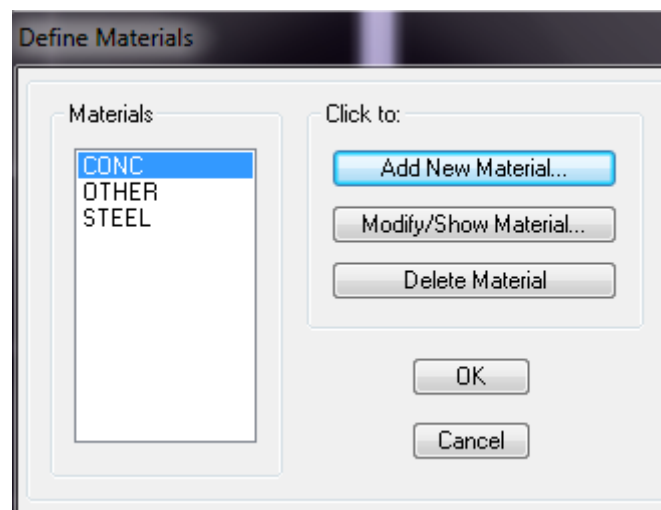 Define Materials
Materials
CONC
OTHER
STEEL
Click to:
Add New Material...
Modify/Show Material...
Delete Material
OK
Cancel